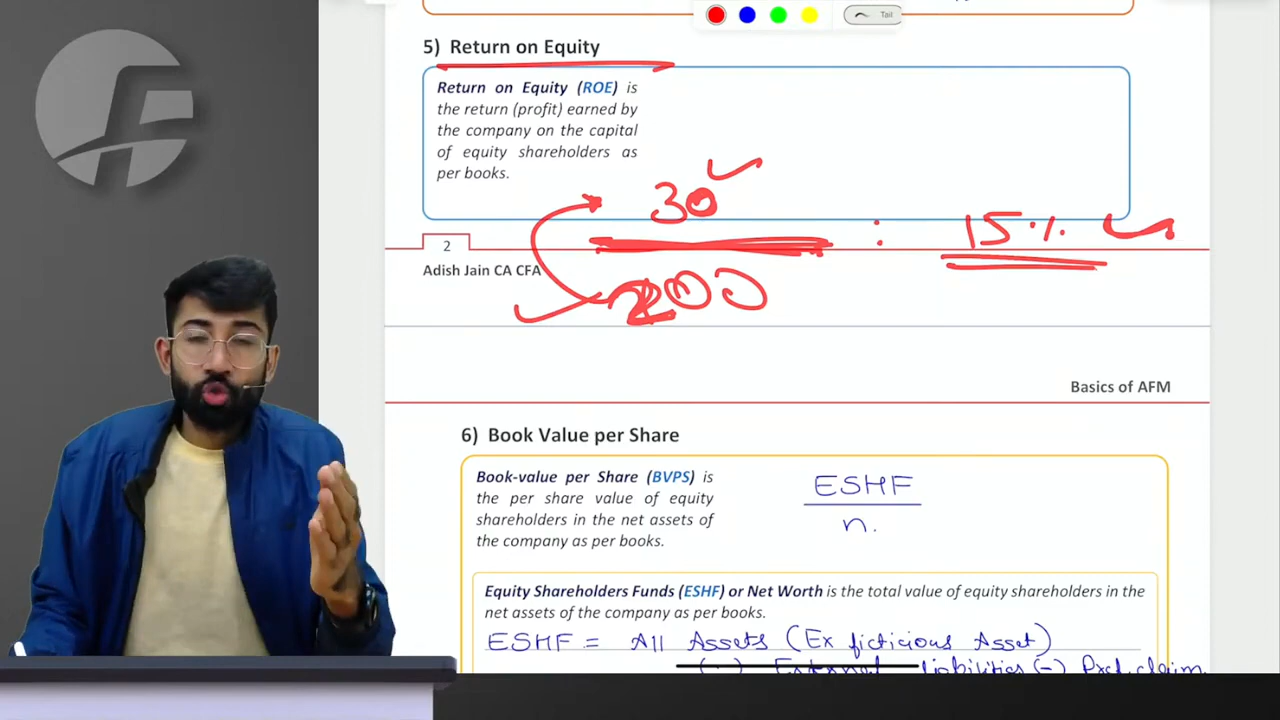 Tail
5) Return on Equity
Return on Equity (ROE) is
the return (profit) earned by
the company on the capital
of equity shareholders as
per books.
30
: 15%
200
2
Adish Jain CA CFA
Basics of AFM
6) Book Value per Share
Book-value per Share (BVPS) is
the per share value of equity
shareholders in the net assets of
the company as per books.
ESHF
n.
Equity Shareholders Funds (ESHF) or Net Worth is the total value of equity shareholders in the
net assets of the company as per books.
ESHF = All Assets (Ex ficticious Asset)
(-) External Liabilities (-) Pref. claim.